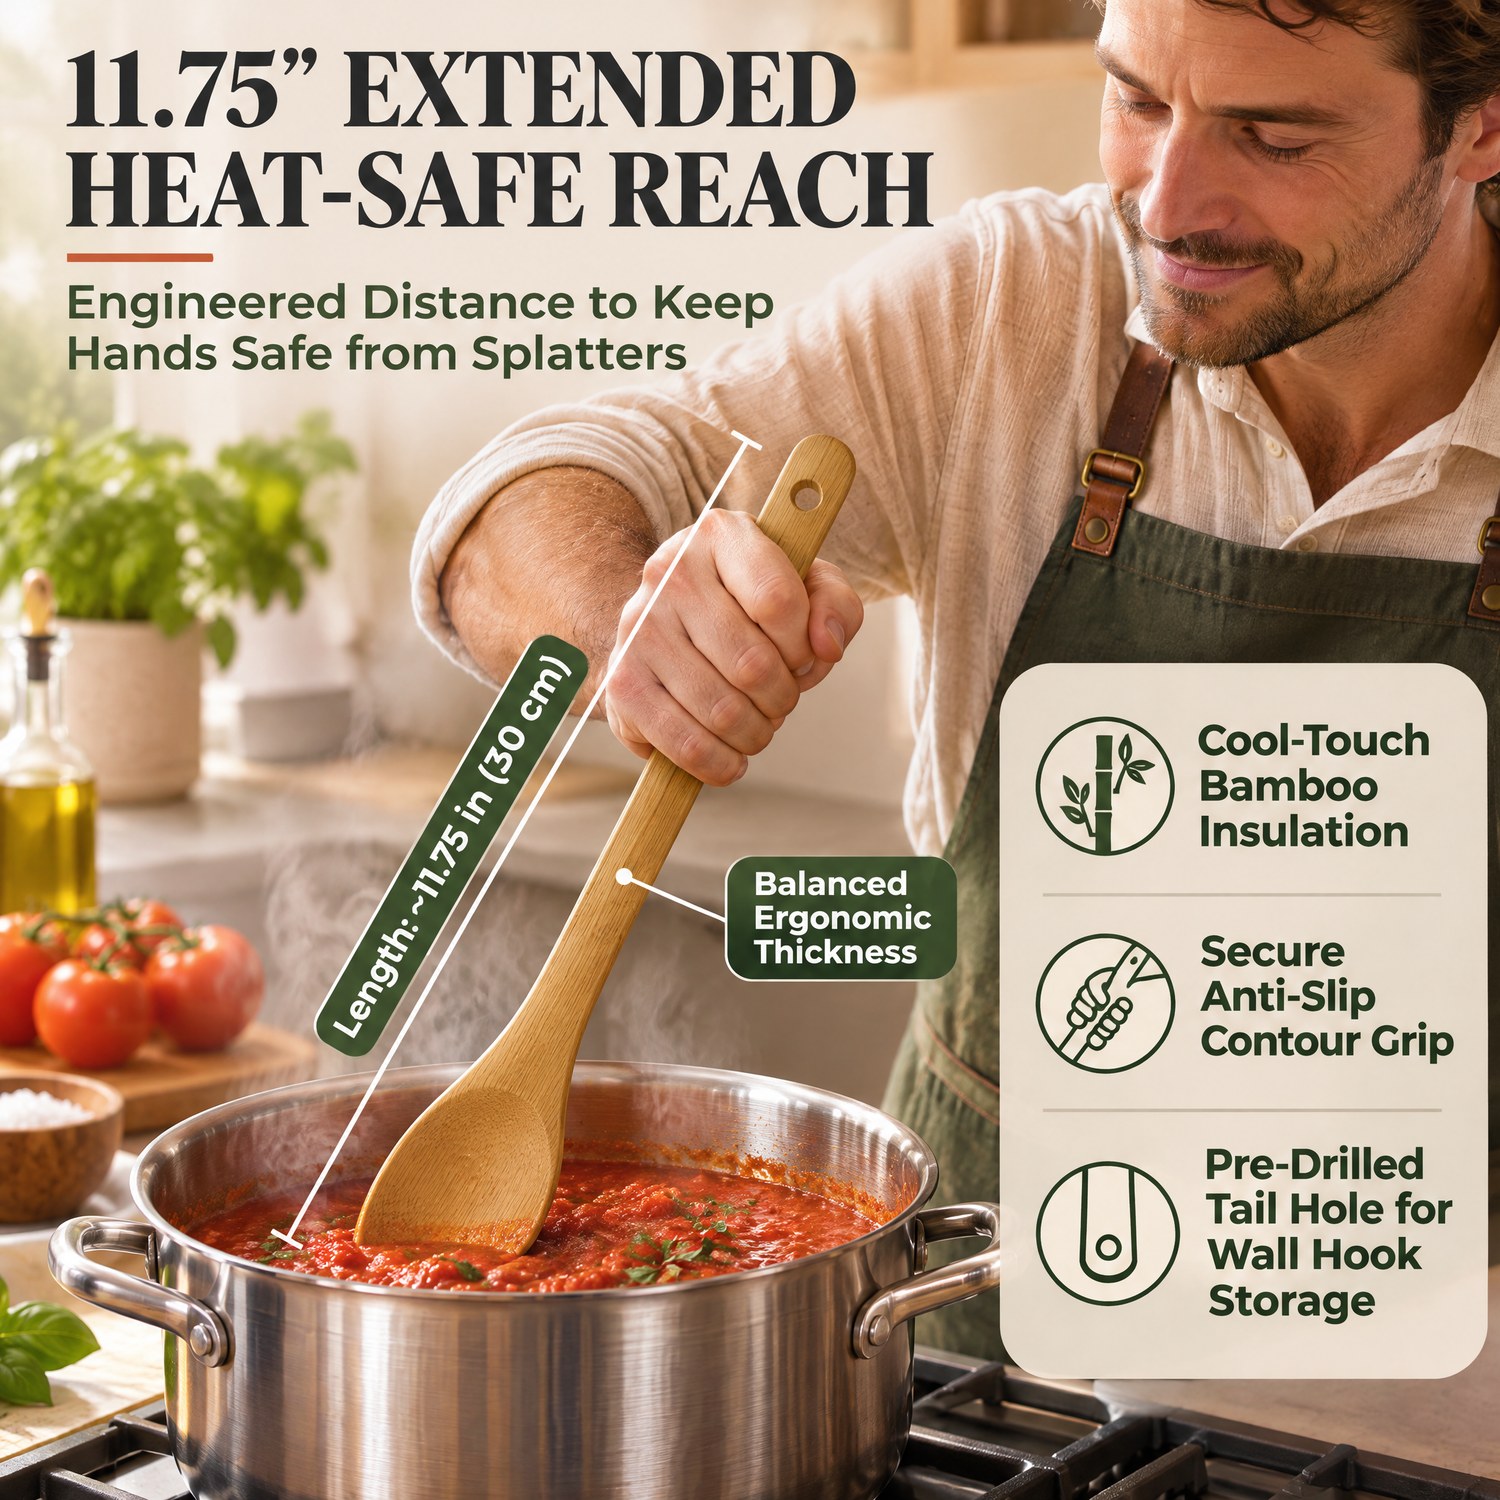 11.75” EXTENDED
HEAT-SAFE REACH
Engineered Distance to Keep
Hands Safe from Splatters
Length: ~11.75 in (30 cm)
Balanced
Ergonomic
Thickness
Cool-Touch
Bamboo
Insulation
Secure
Anti-Slip
Contour Grip
Pre-Drilled
Tail Hole for
Wall Hook
Storage